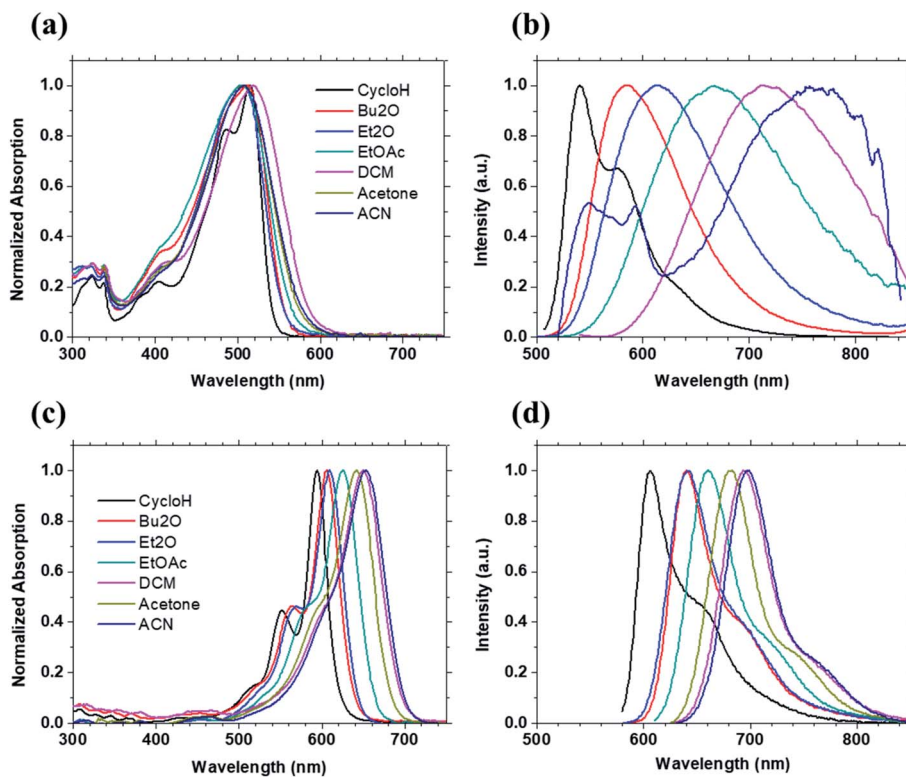 (a)
Normalized Absorption
1.0
0.8
0.6
0.4
0.2
0.0
CycloH
Bu2O
Et2O
EtOAc
DCM
Acetone
ACN
300 400 500 600 700
Wavelength (nm)
(b)
Intensity (a.u.)
1.0
0.8
0.6
0.4
0.2
0.0
500 600 700 800
Wavelength (nm)
(c)
Normalized Absorption
1.0
0.8
0.6
0.4
0.2
0.0
CycloH
Bu2O
Et2O
EtOAc
DCM
Acetone
ACN
300 400 500 600 700
Wavelength (nm)
(d)
Intensity (a.u.)
1.0
0.8
0.6
0.4
0.2
0.0
500 600 700 800
Wavelength (nm)